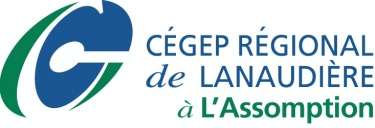 CÉGEP RÉGIONAL
de LANAUDIÈRE
à L'Assomption